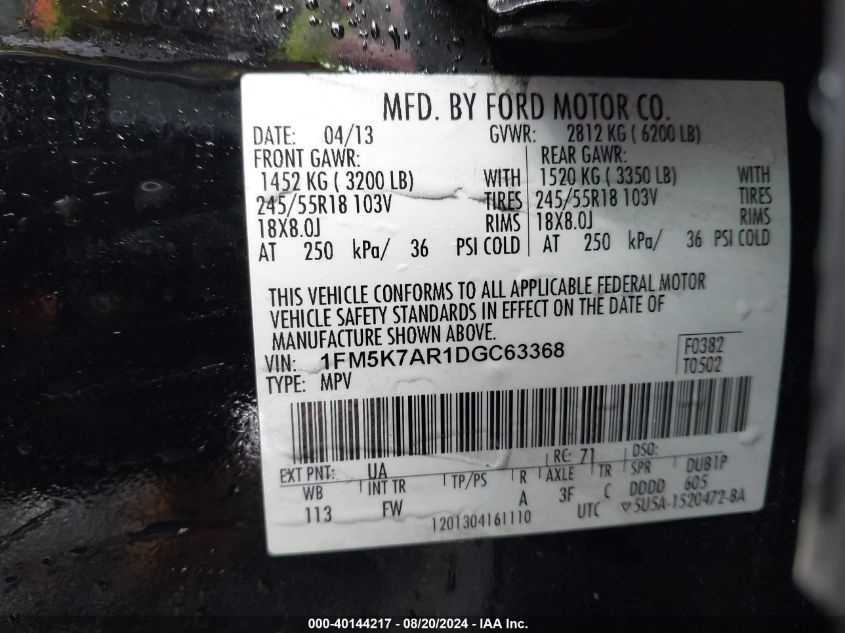 MFD. BY FORD MOTOR CO.
DATE: 04/13 GVWR: 2812 KG ( 6200 LB)
FRONT GAWR: REAR GAWR:
1452 KG ( 3200 LB) WITH 1520 KG ( 3350 LB) WITH
245/55R18 103V TIRES 245/55R18 103V TIRES
18X8.0J RIMS 18X8.0J RIMS
AT 250 kPa/ 36 PSI COLD AT 250 kPa/ 36 PSI COLD
THIS VEHICLE CONFORMS TO ALL APPLICABLE FEDERAL MOTOR
VEHICLE SAFETY STANDARDS IN EFFECT ON THE DATE OF
MANUFACTURE SHOWN ABOVE.
VIN: 1FM5K7AR1DGC63368 F0382
TYPE: MPV T0502
EXT PNT: UA RC: 71 DSO:
WB INT TR TP/PS R AXLE TR SPR DUB1P
113 FW A 3F C DDDD 605
1201304161110 UTC ▽5U5A-1520472-BA
000-40144217 - 08/20/2024 - IAA Inc.